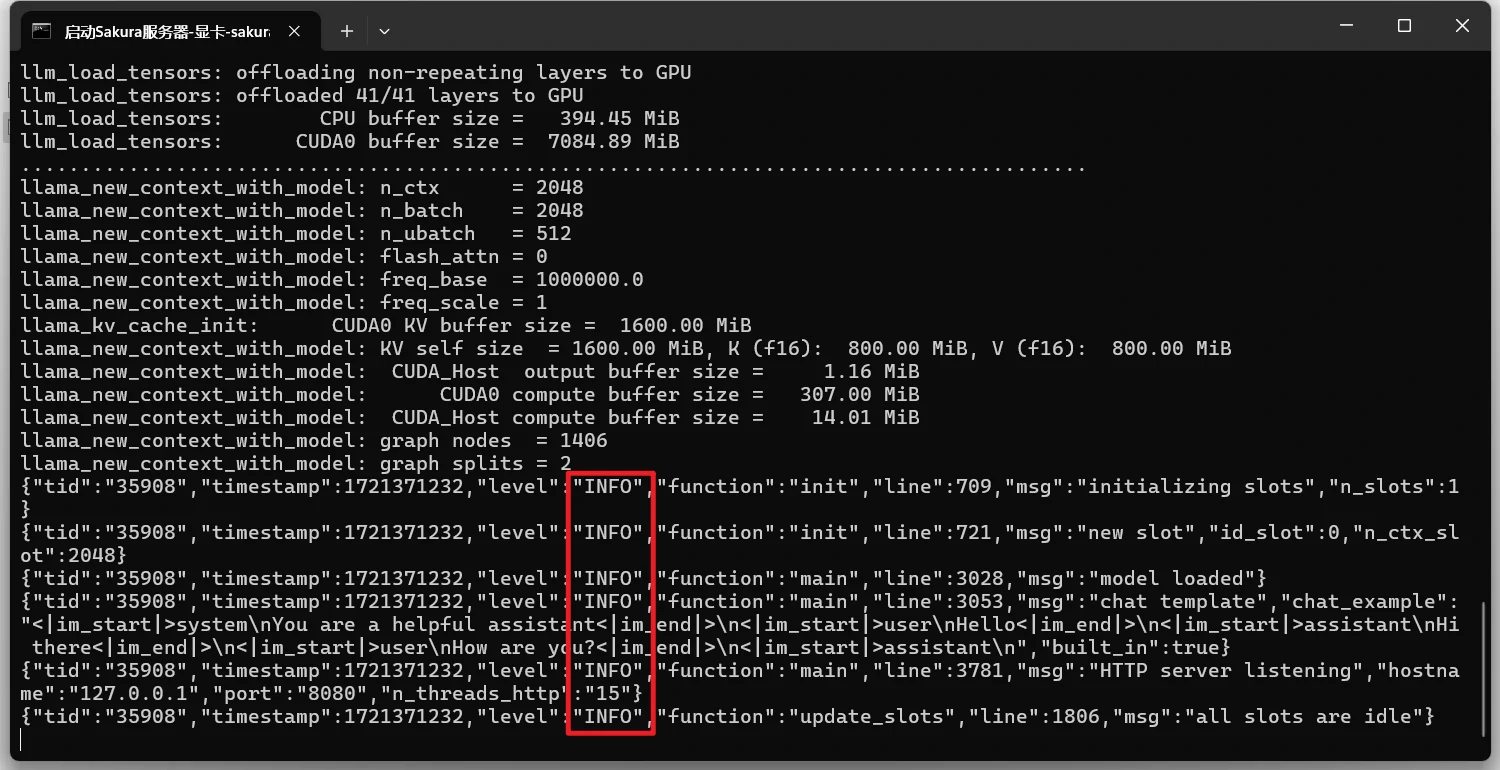 启动Sakura服务器-显卡-sakura
llm_load_tensors: offloading non-repeating layers to GPU
llm_load_tensors: offloaded 41/41 layers to GPU
llm_load_tensors:        CPU buffer size =   394.45 MiB
llm_load_tensors:      CUDA0 buffer size =  7084.89 MiB
.........................................................................................
llama_new_context_with_model: n_ctx      = 2048
llama_new_context_with_model: n_batch    = 2048
llama_new_context_with_model: n_ubatch   = 512
llama_new_context_with_model: flash_attn = 0
llama_new_context_with_model: freq_base  = 1000000.0
llama_new_context_with_model: freq_scale = 1
llama_kv_cache_init:      CUDA0 KV buffer size =  1600.00 MiB
llama_new_context_with_model: KV self size  = 1600.00 MiB, K (f16):  800.00 MiB, V (f16):  800.00 MiB
llama_new_context_with_model:  CUDA_Host  output buffer size =     1.16 MiB
llama_new_context_with_model:      CUDA0 compute buffer size =   307.00 MiB
llama_new_context_with_model:  CUDA_Host compute buffer size =    14.01 MiB
llama_new_context_with_model: graph nodes  = 1406
llama_new_context_with_model: graph splits = 2
{"tid":"35908","timestamp":1721371232,"level":"INFO","function":"init","line":709,"msg":"initializing slots","n_slots":1
}
{"tid":"35908","timestamp":1721371232,"level":"INFO","function":"init","line":721,"msg":"new slot","id_slot":0,"n_ctx_sl
ot":2048}
{"tid":"35908","timestamp":1721371232,"level":"INFO","function":"main","line":3028,"msg":"model loaded"}
{"tid":"35908","timestamp":1721371232,"level":"INFO","function":"main","line":3053,"msg":"chat template","chat_example":
"<|im_start|>system\nYou are a helpful assistant<|im_end|>\n<|im_start|>user\nHello<|im_end|>\n<|im_start|>assistant\nHi
 there<|im_end|>\n<|im_start|>user\nHow are you?<|im_end|>\n<|im_start|>assistant\n","built_in":true}
{"tid":"35908","timestamp":1721371232,"level":"INFO","function":"main","line":3781,"msg":"HTTP server listening","hostna
me":"127.0.0.1","port":"8080","n_threads_http":"15"}
{"tid":"35908","timestamp":1721371232,"level":"INFO","function":"update_slots","line":1806,"msg":"all slots are idle"}